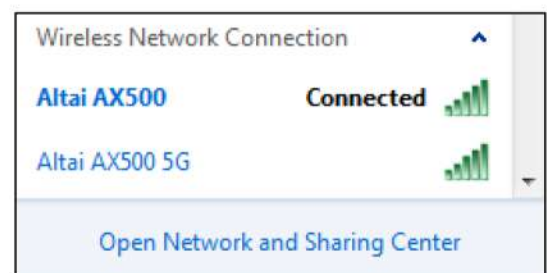 Wireless Network Connection
Altai AX500 Connected
Altai AX500 5G
Open Network and Sharing Center